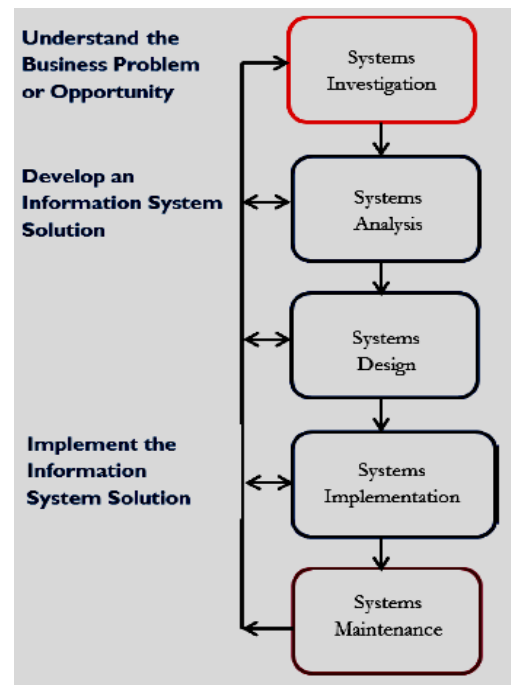 Understand the
Business Problem
or Opportunity
Systems
Investigation
Develop an
Information System
Solution
Systems
Analysis
Systems
Design
Implement the
Information
System Solution
Systems
Implementation
Systems
Maintenance